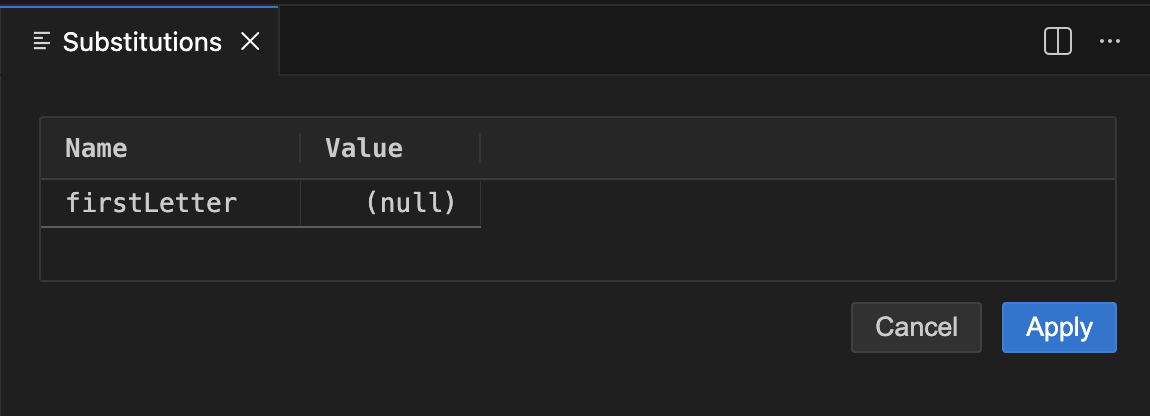 Substitutions
Name Value
firstLetter (null)
Cancel Apply